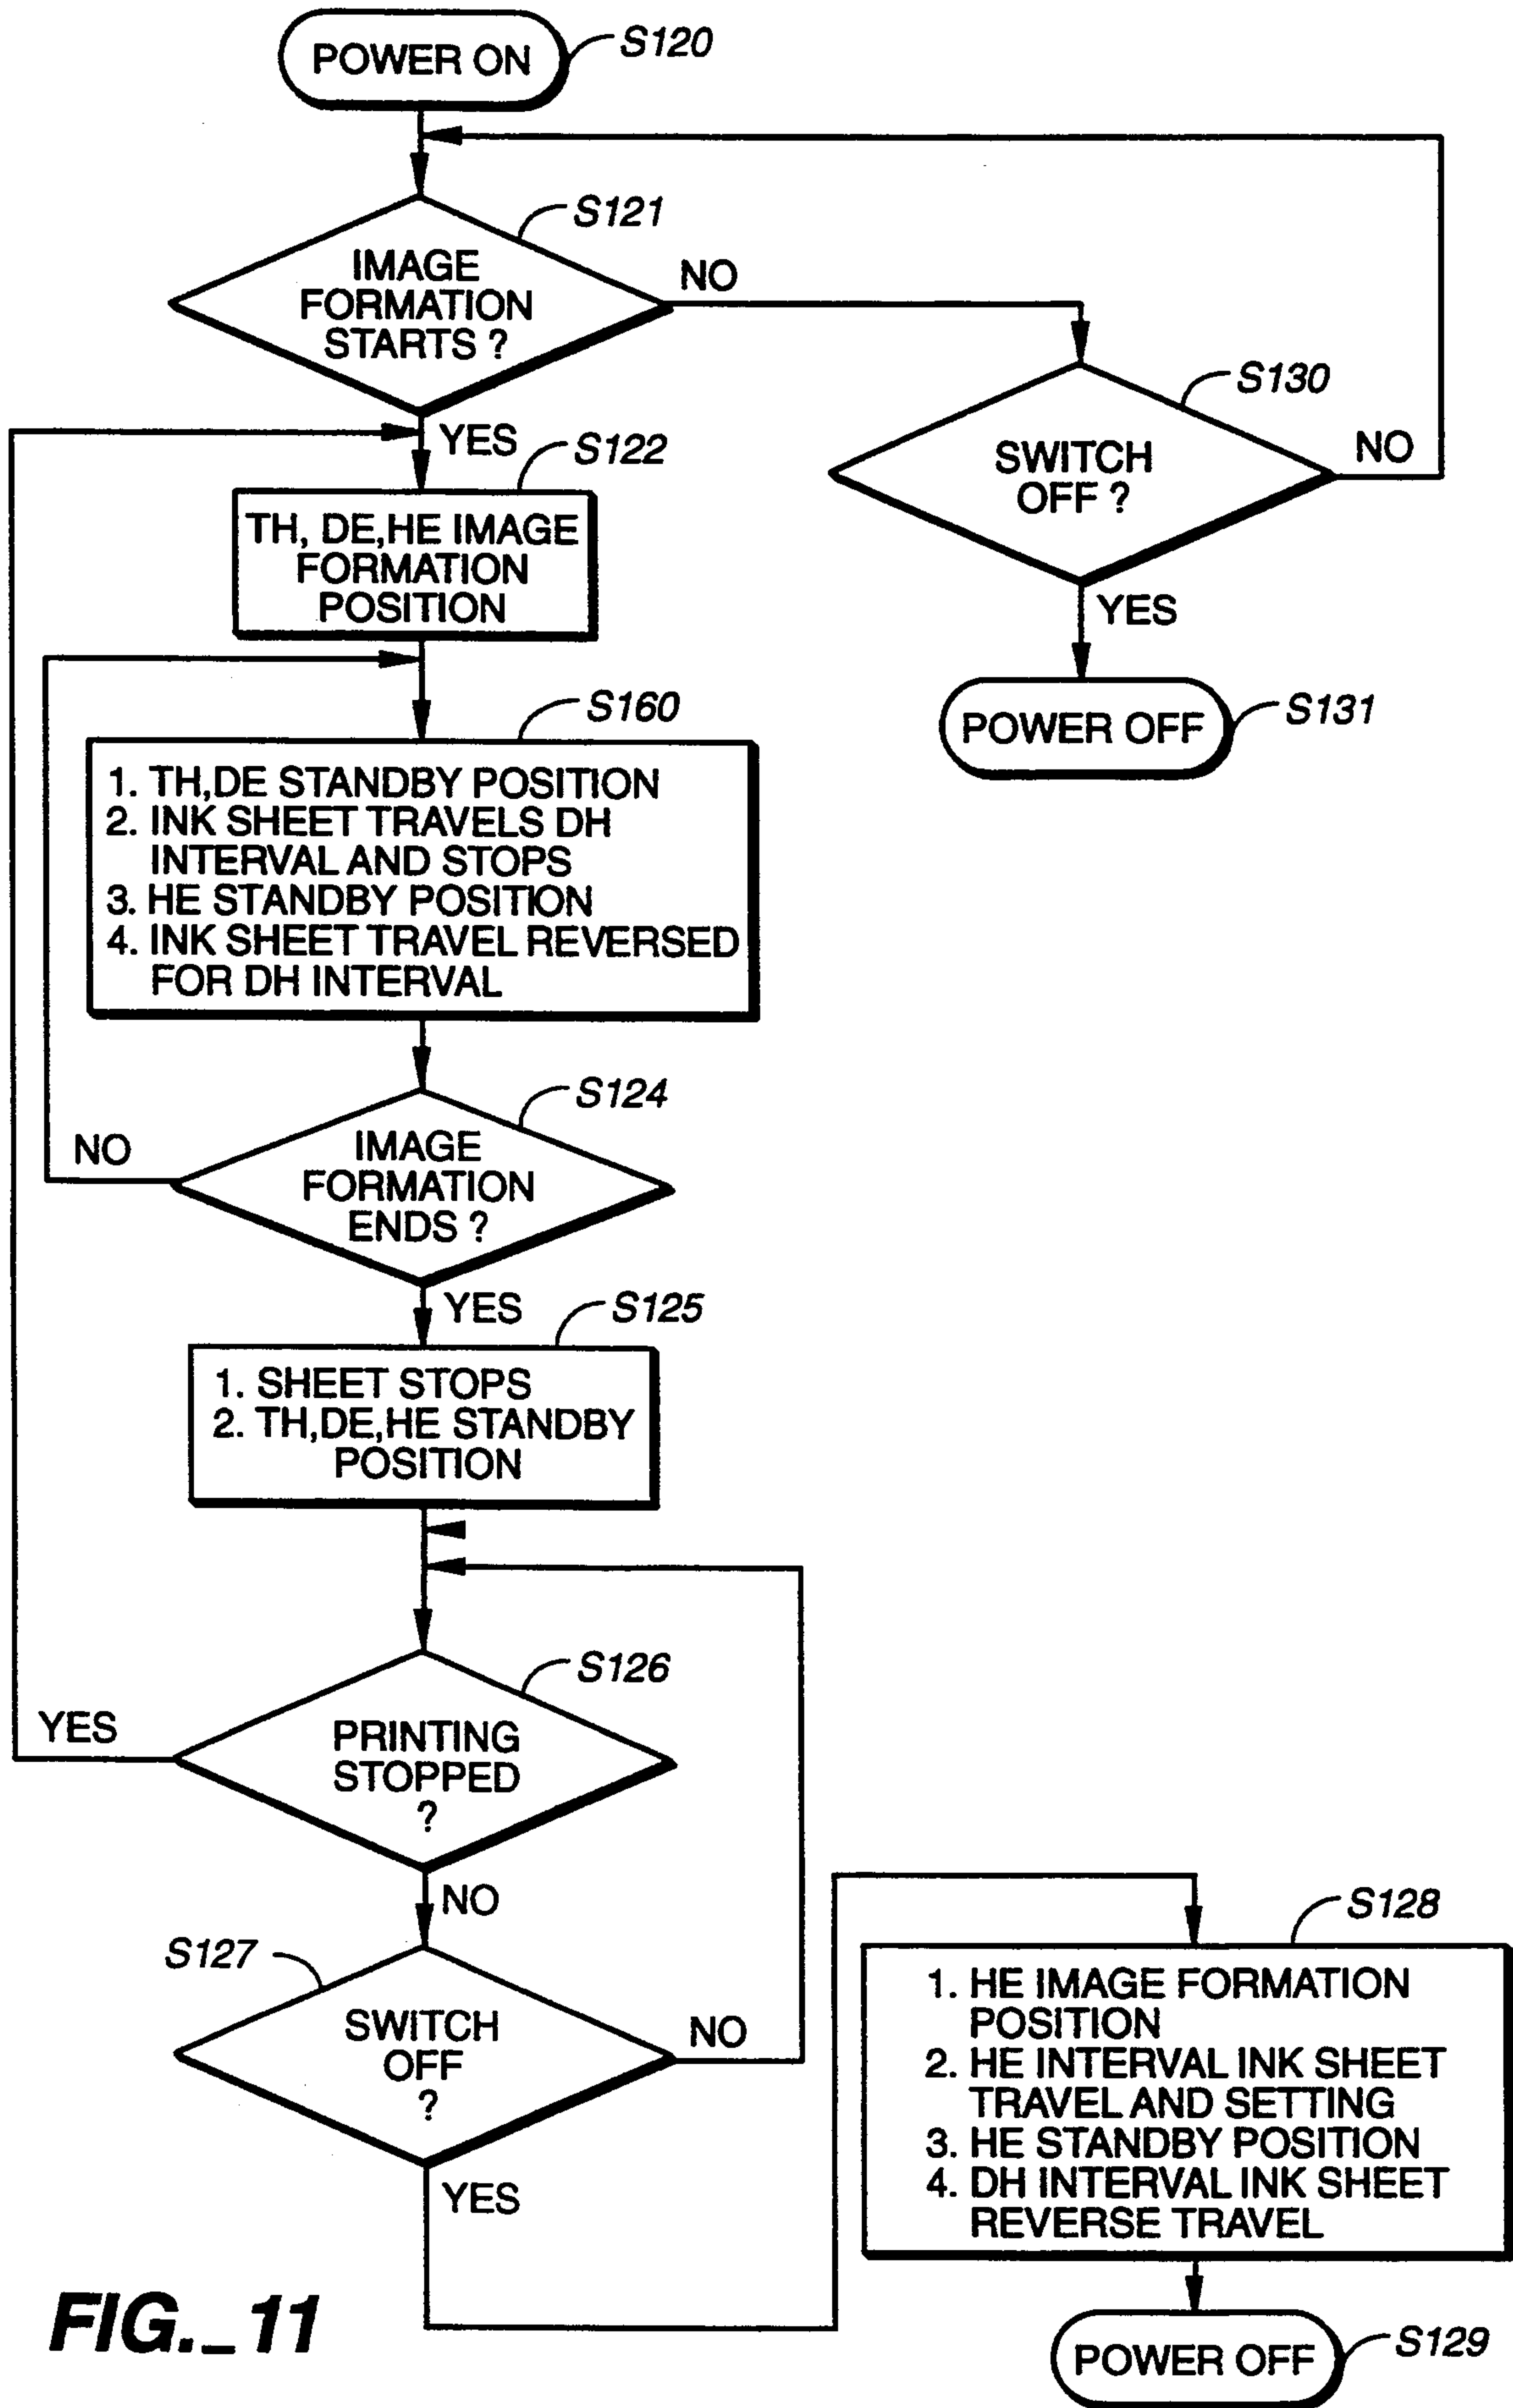 POWER ON
S120
S121
IMAGE
FORMATION
STARTS ?
NO
S130
SWITCH
OFF ?
NO
YES
POWER OFF
S131
YES
S122
TH, DE,HE IMAGE
FORMATION
POSITION
S160
1. TH,DE STANDBY POSITION
2. INK SHEET TRAVELS DH
INTERVAL AND STOPS
3. HE STANDBY POSITION
4. INK SHEET TRAVEL REVERSED
FOR DH INTERVAL
S124
IMAGE
FORMATION
ENDS ?
NO
YES
S125
1. SHEET STOPS
2. TH,DE,HE STANDBY
POSITION
S126
PRINTING
STOPPED
?
YES
NO
S127
SWITCH
OFF
?
NO
YES
S128
1. HE IMAGE FORMATION
POSITION
2. HE INTERVAL INK SHEET
TRAVEL AND SETTING
3. HE STANDBY POSITION
4. DH INTERVAL INK SHEET
REVERSE TRAVEL
POWER OFF
S129
FIG._11